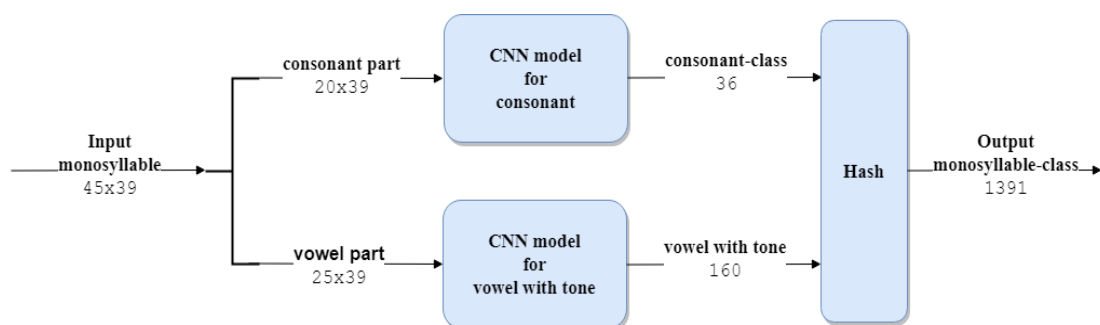 Input
monosyllable
45x39
consonant part
20x39
CNN model
for
consonant
consonant-class
36
vowel part
25x39
CNN model
for
vowel with tone
vowel with tone
160
Hash
Output
monosyllable-class
1391